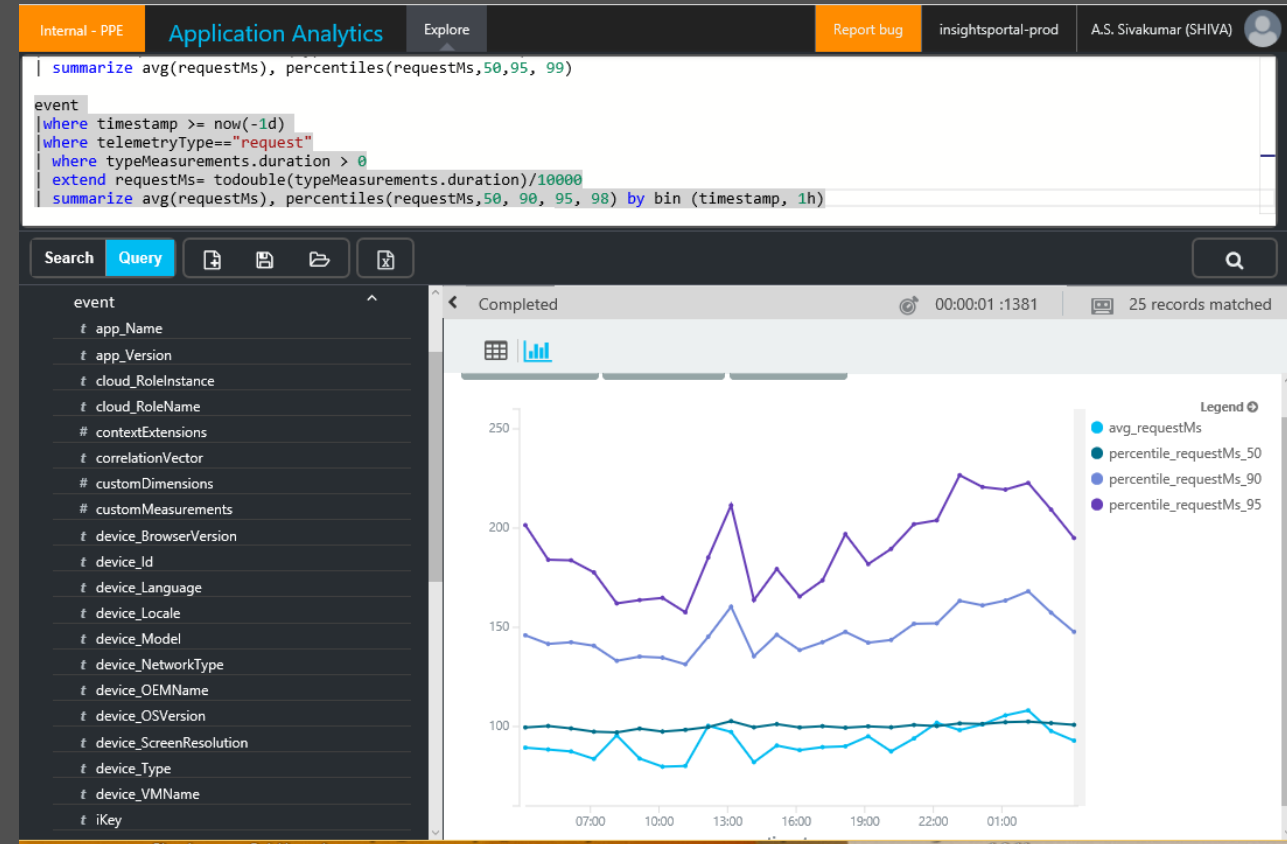 Internal - PPE
Application Analytics
Explore
Report bug
insightsportal-prod
A.S. Sivakumar (SHIVA)
| summarize avg(requestMs), percentiles(requestMs,50,95, 99)
event
|where timestamp >= now(-1d)
|where telemetryType=="request"
| where typeMeasurements.duration > 0
| extend requestMs= todouble(typeMeasurements.duration)/10000
| summarize avg(requestMs), percentiles(requestMs,50, 90, 95, 98) by bin (timestamp, 1h)
Search
Query
event
t app_Name
t app_Version
t cloud_RoleInstance
t cloud_RoleName
# contextExtensions
t correlationVector
# customDimensions
# customMeasurements
t device_BrowserVersion
t device_Id
t device_Language
t device_Locale
t device_Model
t device_NetworkType
t device_OEMName
t device_OSVersion
t device_ScreenResolution
t device_Type
t device_VMName
t iKey
Completed
00:00:01 :1381
25 records matched
Legend
avg_requestMs
percentile_requestMs_50
percentile_requestMs_90
percentile_requestMs_95
250
200
150
100
07:00 10:00 13:00 16:00 19:00 22:00 01:00